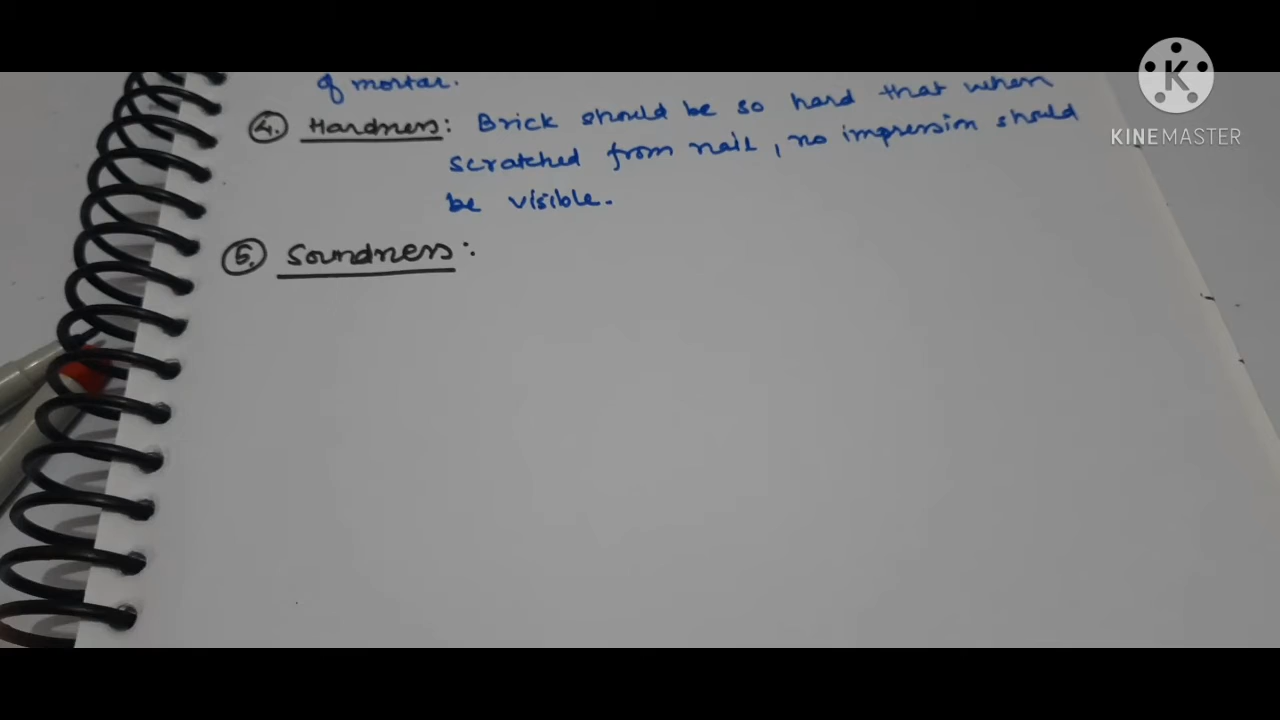 of mortar.
4. Hardness: Brick should be so hard that when
scratched from nail, no impression should
be visible.
5. Soundness:
K
KINEMASTER